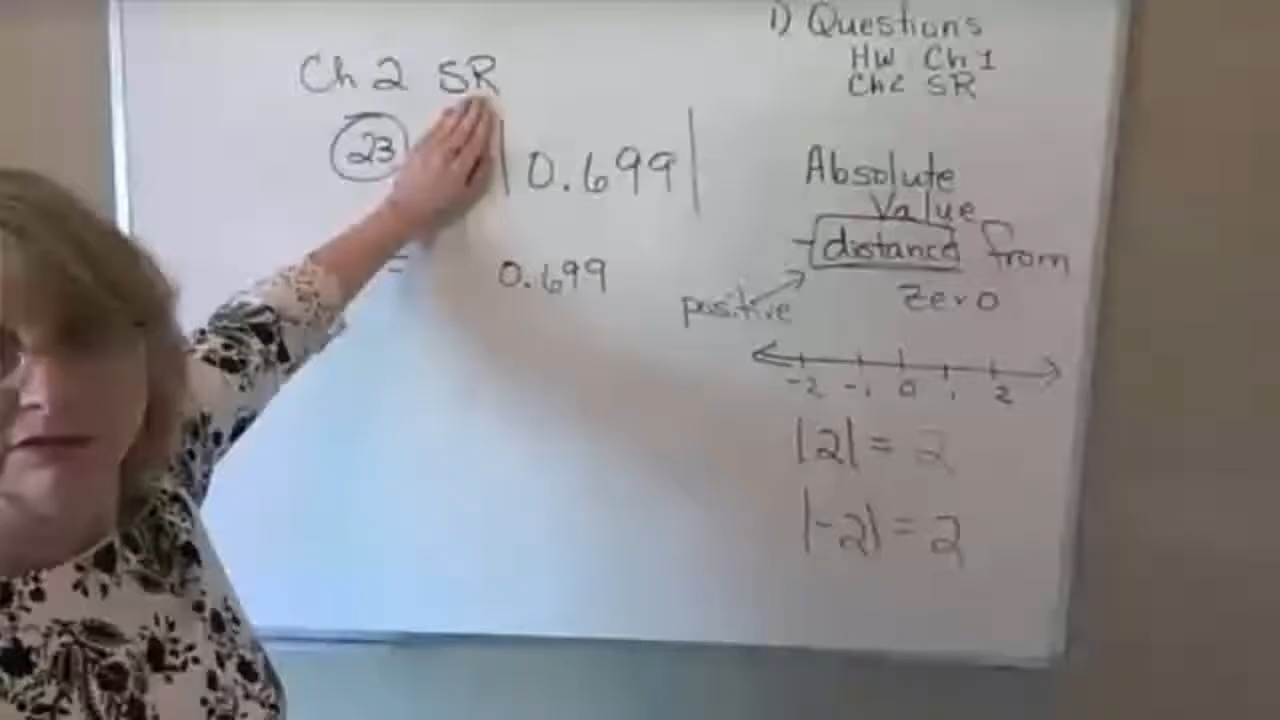 Ch 2 SR
23
|0.699|
= 0.699
1) Questions
HW Ch 1
Ch2 SR
Absolute
Value
- distance from
zero
positive
-2 -1 0 1 2
|2| = 2
|-2| = 2